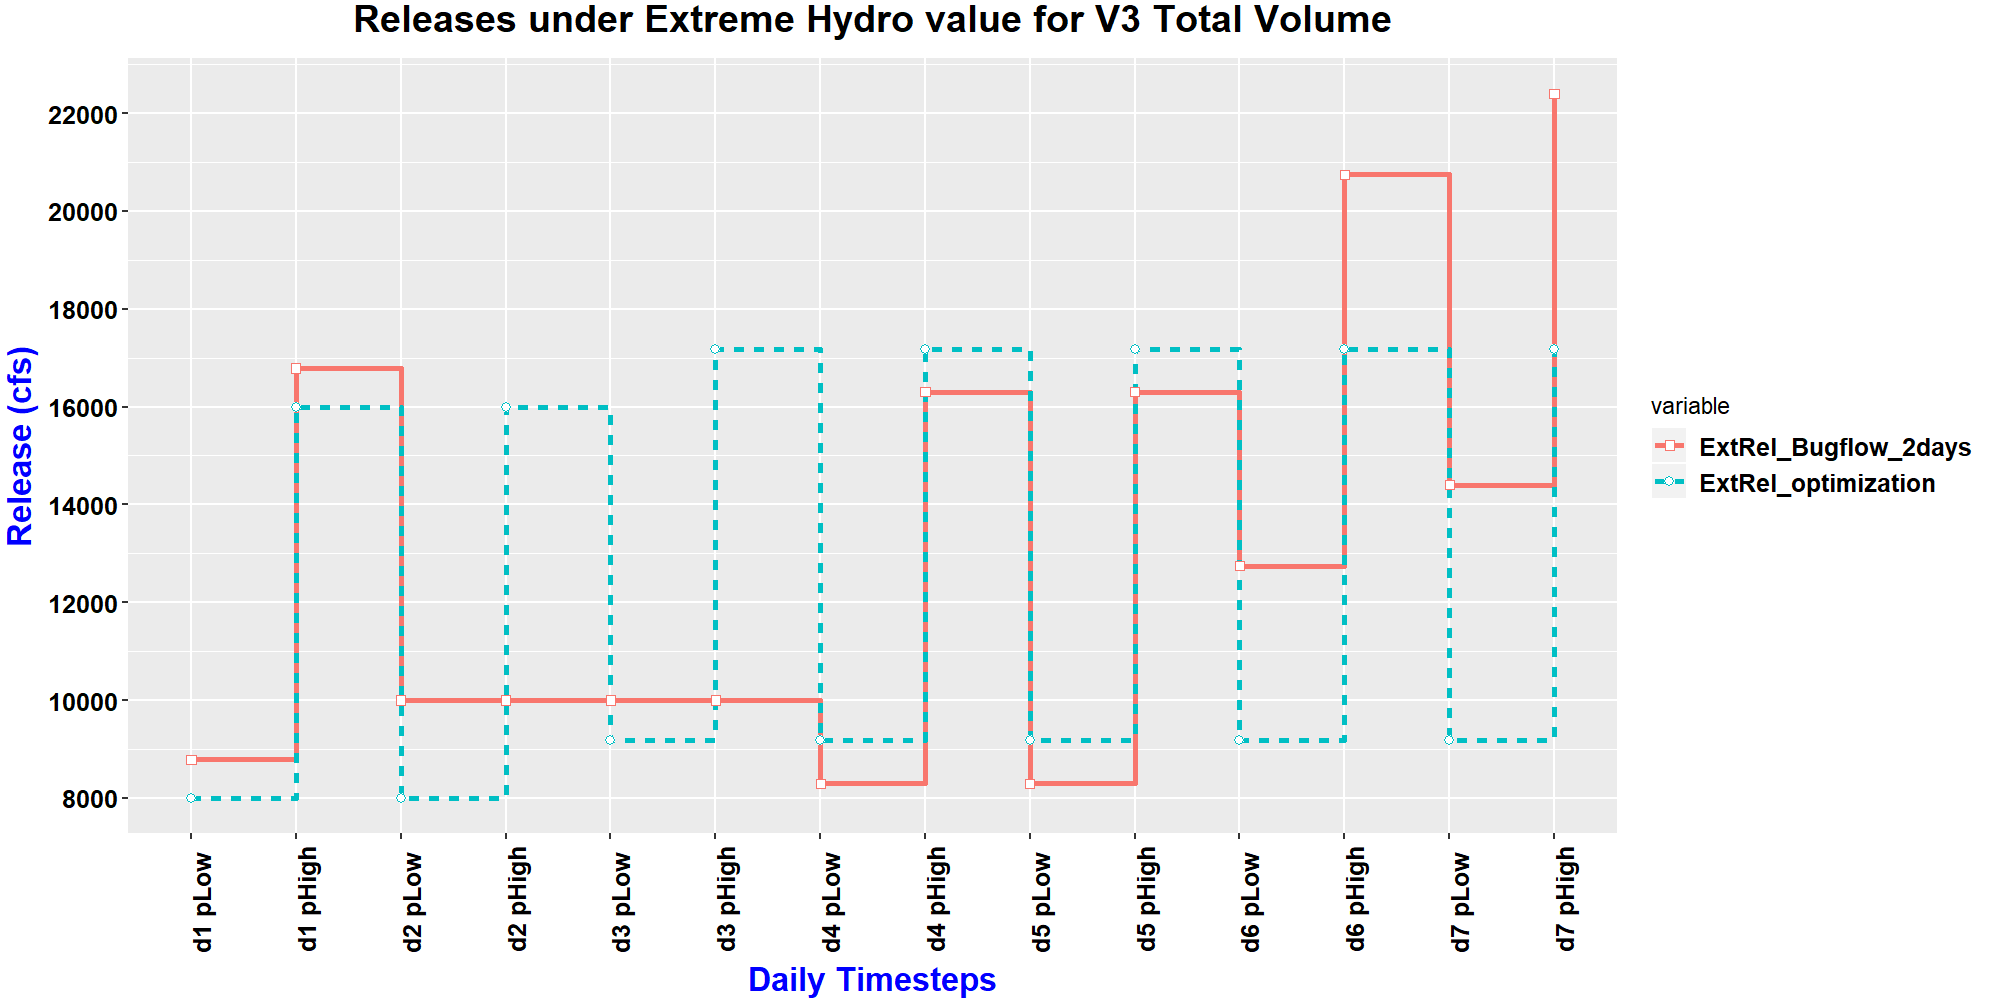 Releases under Extreme Hydro value for V3 Total Volume
Release (cfs)
22000
20000
18000
16000
14000
12000
10000
8000
d1 pLow
d1 pHigh
d2 pLow
d2 pHigh
d3 pLow
d3 pHigh
d4 pLow
d4 pHigh
d5 pLow
d5 pHigh
d6 pLow
d6 pHigh
d7 pLow
d7 pHigh
Daily Timesteps
variable
ExtRel_Bugflow_2days
ExtRel_optimization